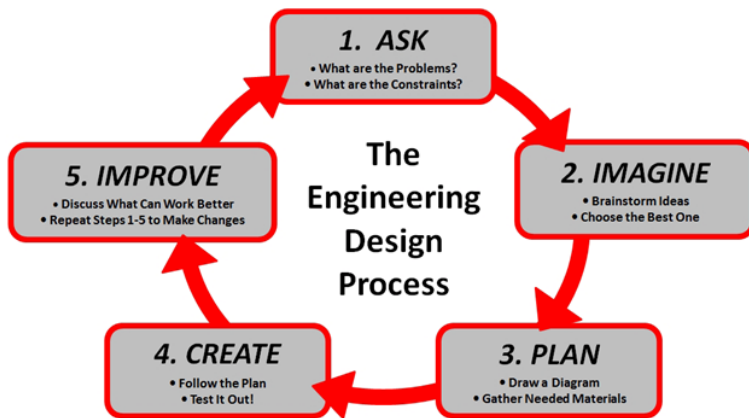 1. ASK
• What are the Problems?
• What are the Constraints?
2. IMAGINE
• Brainstorm Ideas
• Choose the Best One
3. PLAN
• Draw a Diagram
• Gather Needed Materials
4. CREATE
• Follow the Plan
• Test It Out!
5. IMPROVE
• Discuss What Can Work Better
• Repeat Steps 1-5 to Make Changes
The
Engineering
Design
Process